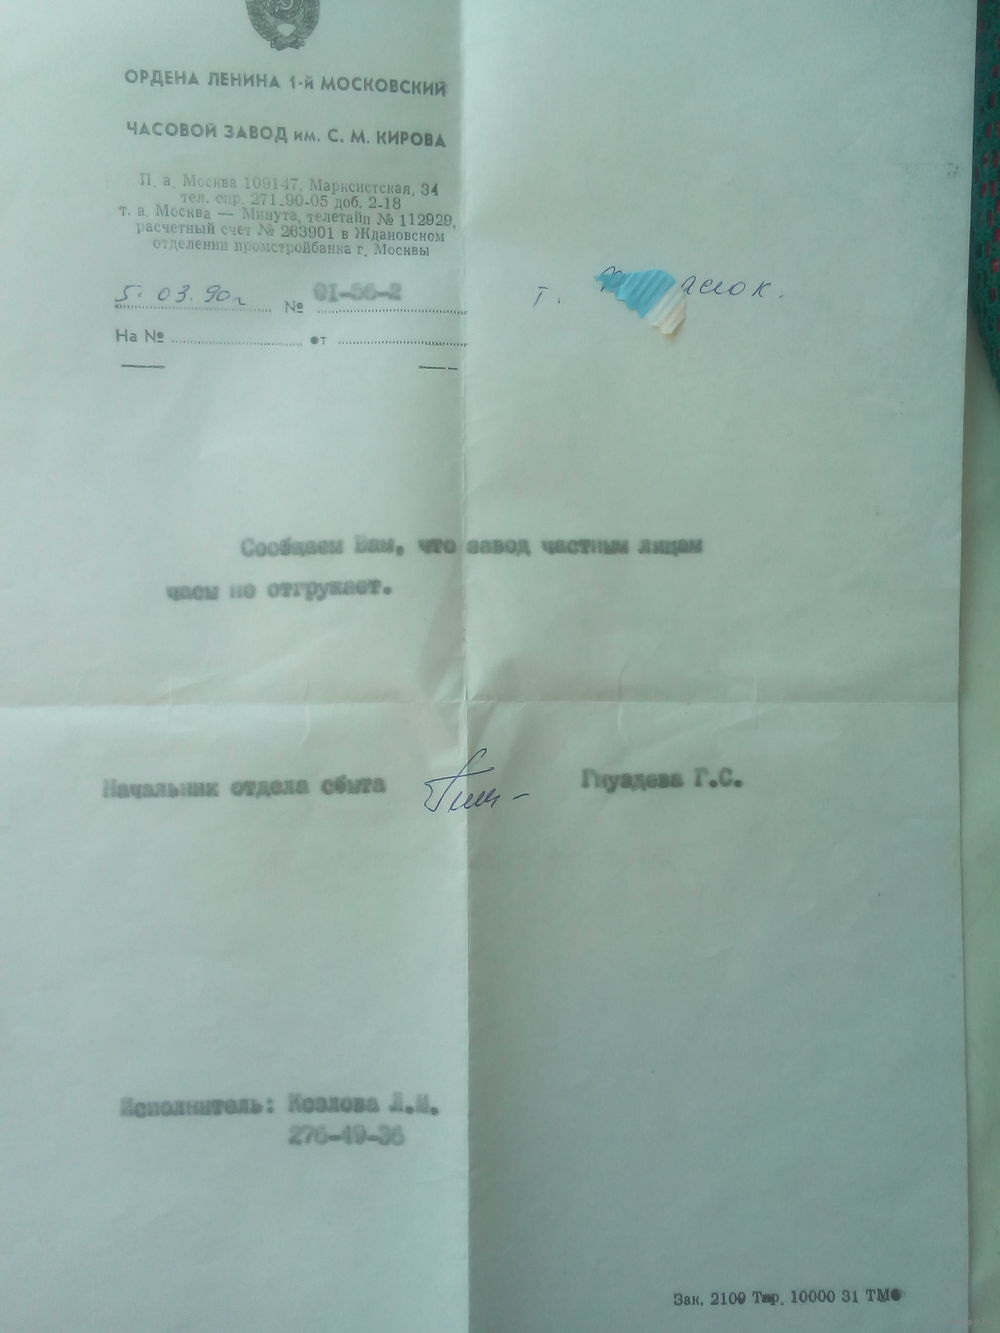 ОРДЕНА ЛЕНИНА 1-й МОСКОВСКИЙ
ЧАСОВОЙ ЗАВОД им. С. М. КИРОВА
П. а. Москва 109147, Марксистская, 34
тел. спр. 271.90-05 доб. 2-18
т. а. Москва — Минута, телетайп № 112929,
расчетный счет № 263901 в Ждановском
отделении промстройбанка г. Москвы
5. 03. 90г № 01-56-2
т.
На № от
Сообщаем Вам, что завод частным лицам
часы не отгружает.
Начальник отдела сбыта Гнуадева Г.С.
Исполнитель: Козлова
276-49-36
Зак. 2109 Тир. 10000 31